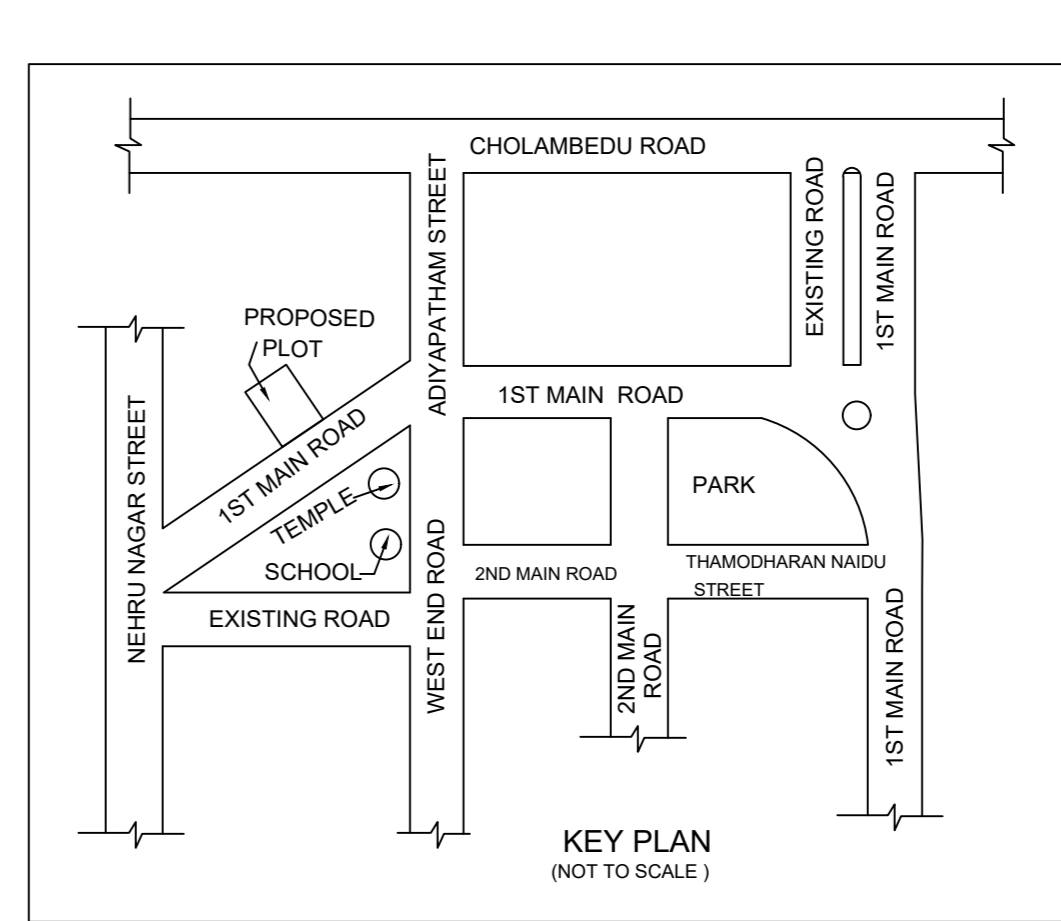 CHOLAMBEDU ROAD
ADIYAPATHAM STREET
EXISTING ROAD
1ST MAIN ROAD
PROPOSED
PLOT
1ST MAIN ROAD
1ST MAIN ROAD
NEHRU NAGAR STREET
TEMPLE
SCHOOL
PARK
WEST END ROAD
2ND MAIN ROAD
THAMODHARAN NAIDU
STREET
EXISTING ROAD
2ND MAIN
ROAD
1ST MAIN ROAD
KEY PLAN
(NOT TO SCALE )